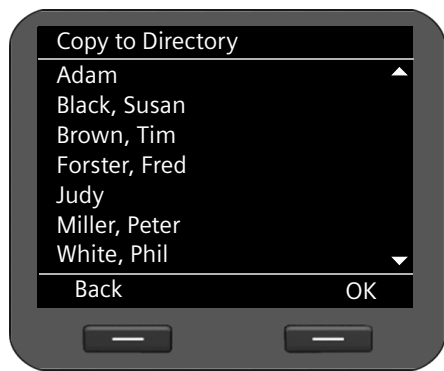 Copy to Directory
Adam
Black, Susan
Brown, Tim
Forster, Fred
Judy
Miller, Peter
White, Phil
Back OK